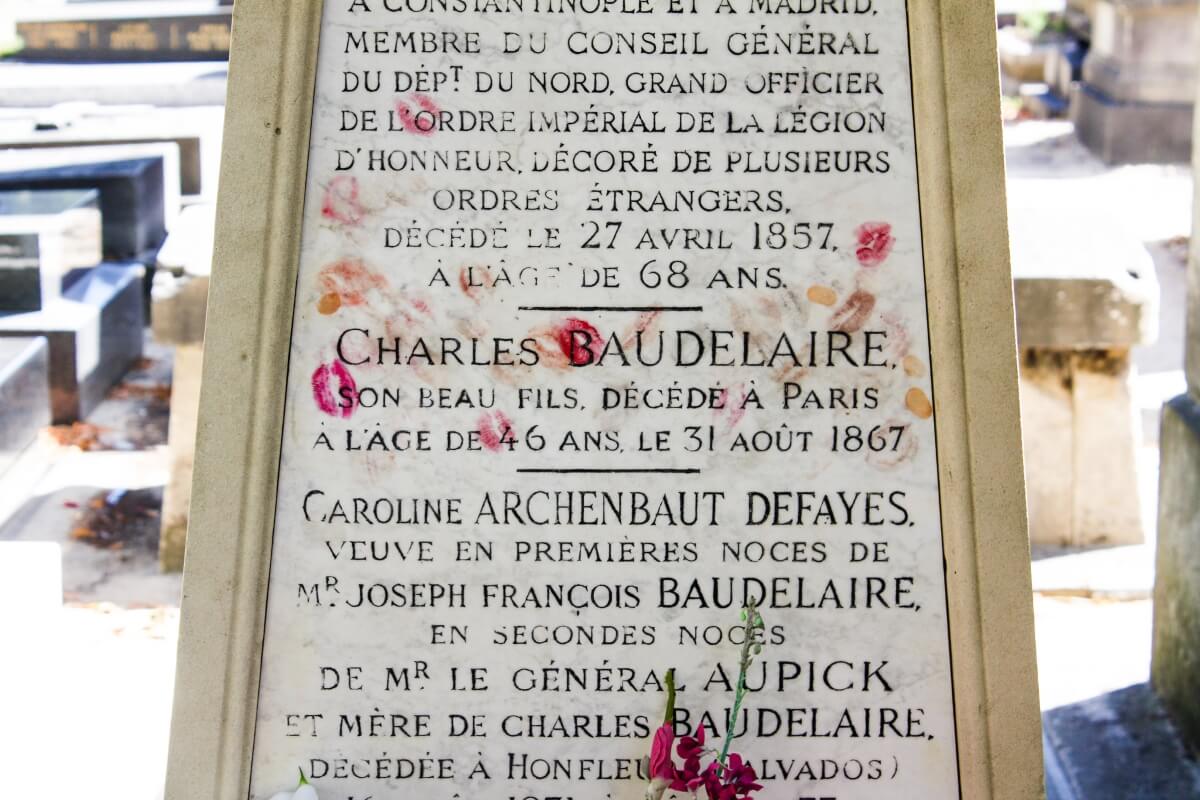 A CONSTANTINOPLE ET A MADRID,
MEMBRE DU CONSEIL GÉNÉRAL
DU DÉPT DU NORD, GRAND OFFICIER
DE L'ORDRE IMPÉRIAL DE LA LÉGION
D'HONNEUR, DÉCORÉ DE PLUSIEURS
ORDRES ÉTRANGERS,
DÉCÉDÉ LE 27 AVRIL 1857,
À L'ÂGE DE 68 ANS.
CHARLES BAUDELAIRE,
SON BEAU FILS, DÉCÉDÉ À PARIS
À L'ÂGE DE 46 ANS, LE 31 AOÛT 1867
CAROLINE ARCHENBAUT DEFAYES,
VEUVE EN PREMIÈRES NOCES DE
MR JOSEPH FRANÇOIS BAUDELAIRE,
EN SECONDES NOCES
DE MR LE GÉNÉRAL AUPICK
ET MÈRE DE CHARLES BAUDELAIRE,
DÉCÉDÉE À HONFLEU ALVADOS)